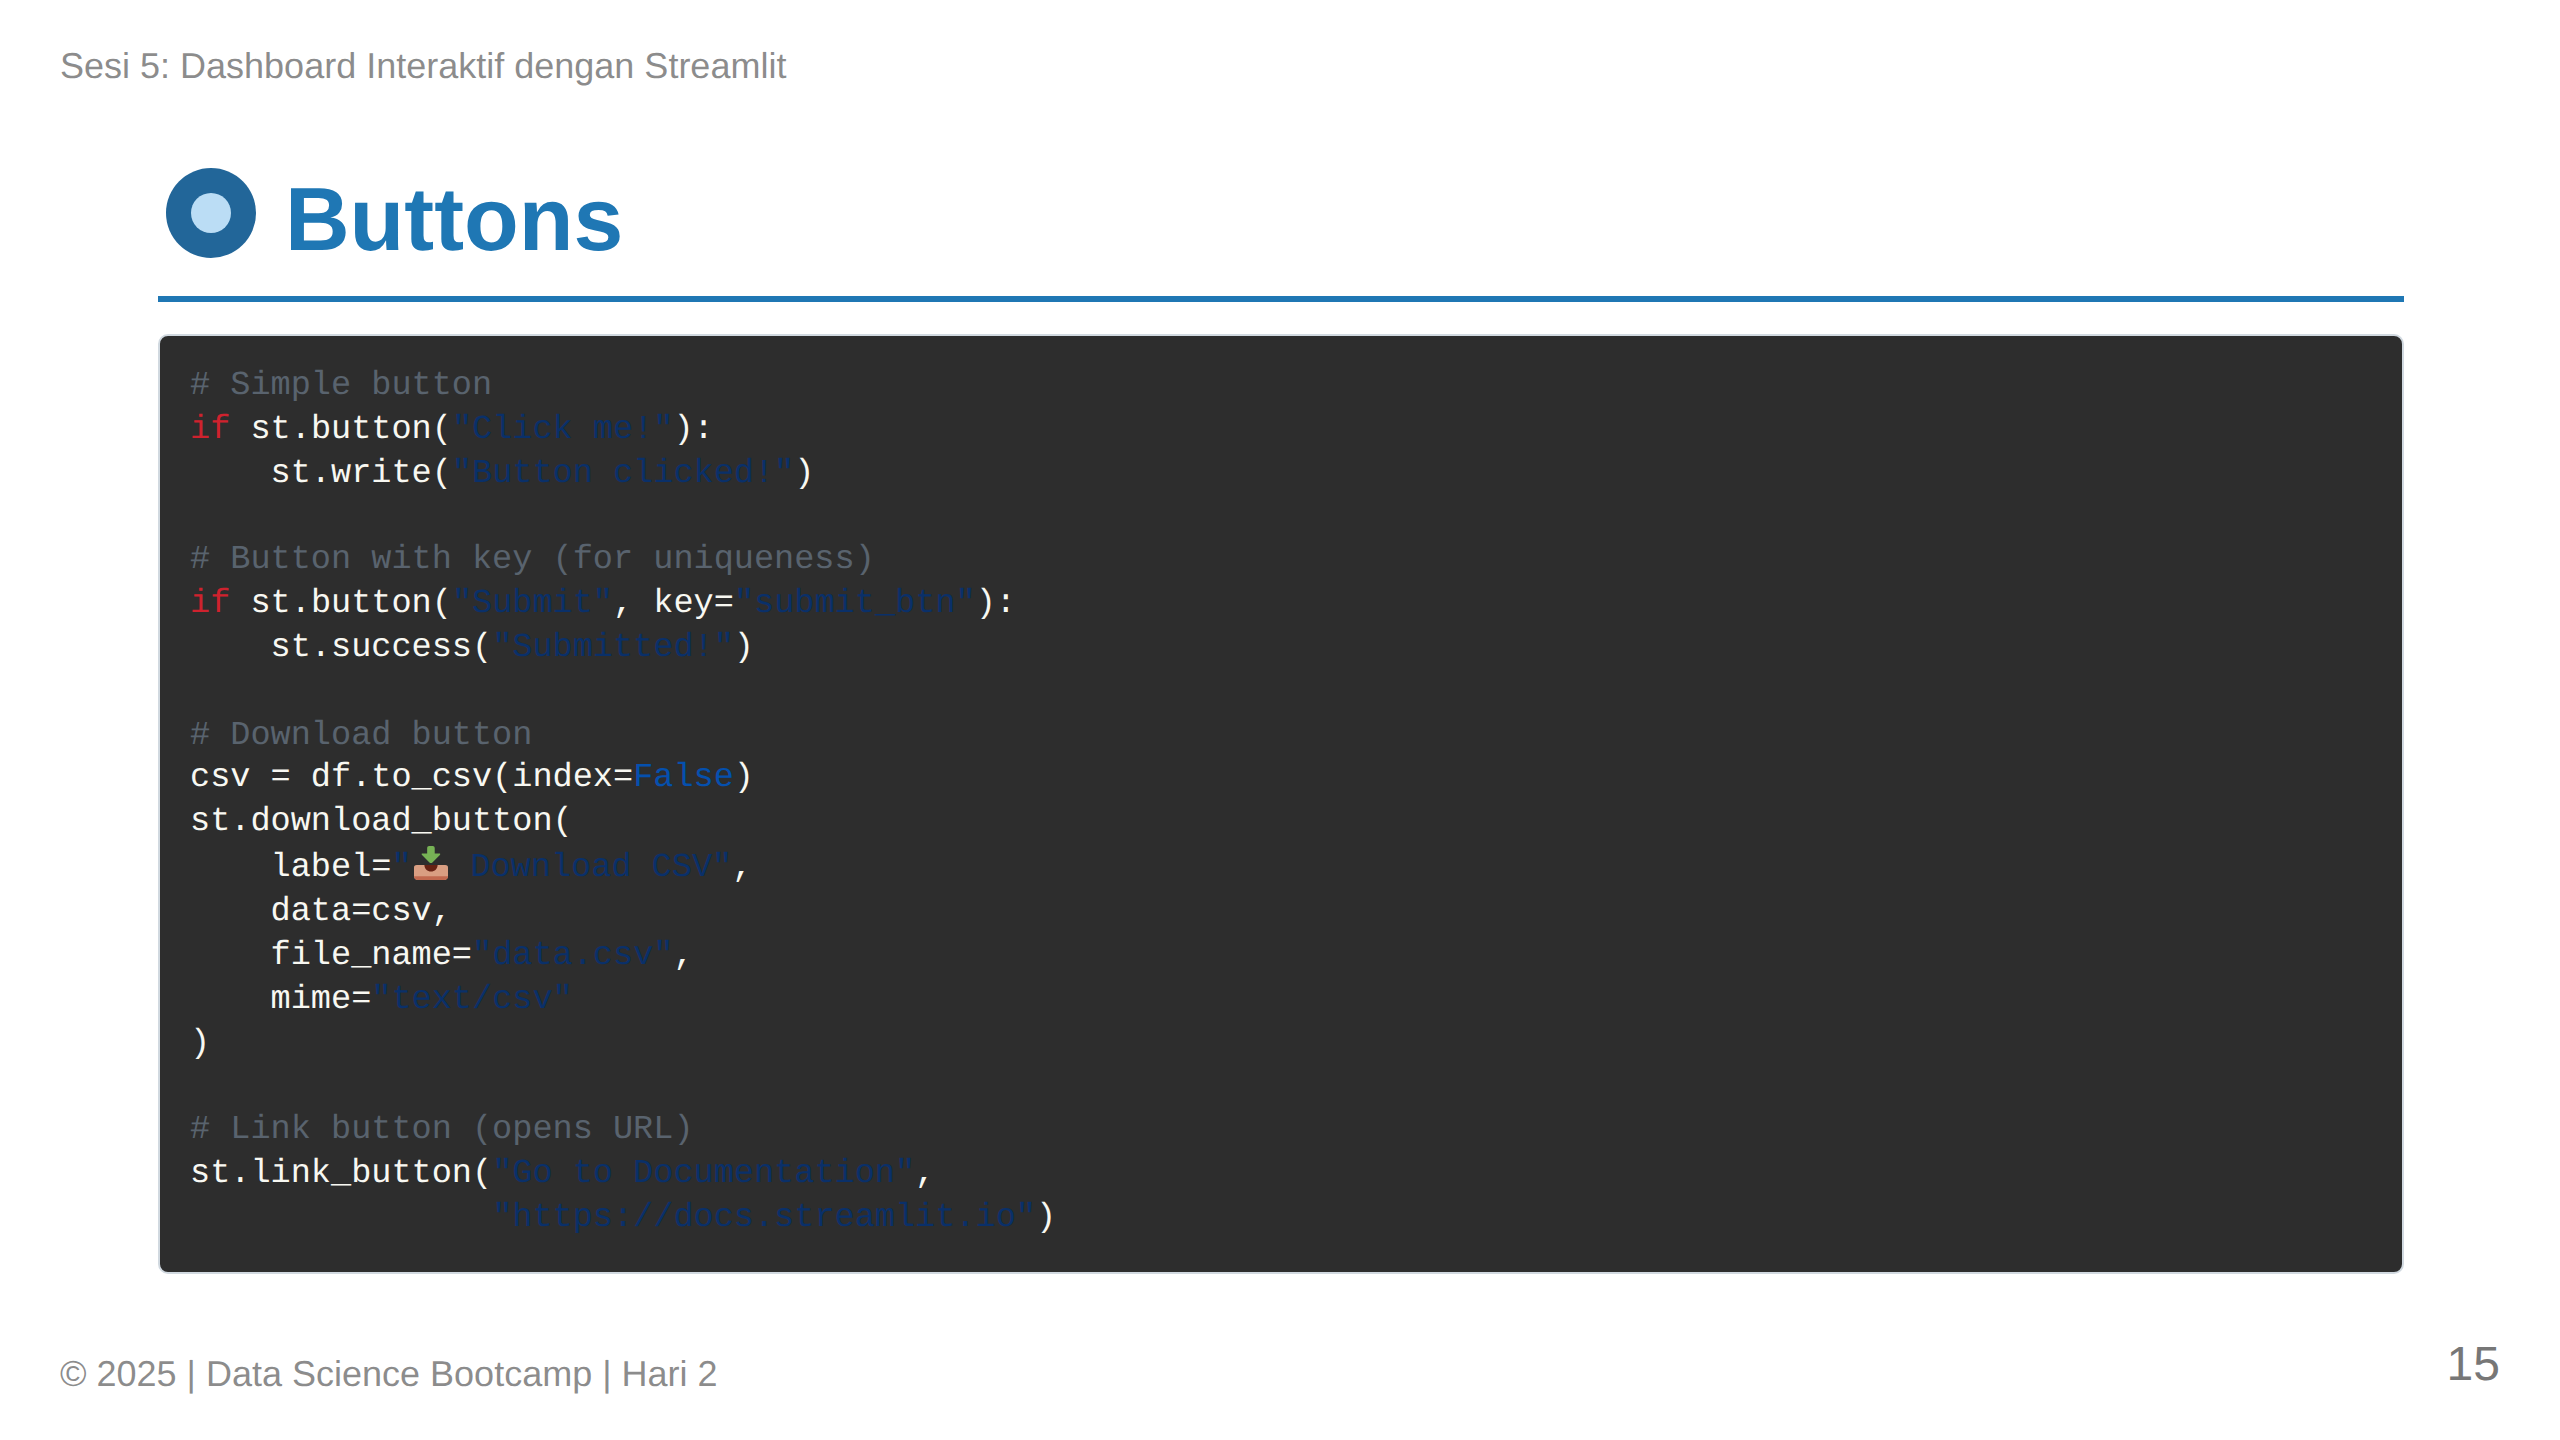 Sesi 5: Dashboard Interaktif dengan Streamlit
Buttons
# Simple button
if st.button("Click me!"):
    st.write("Button clicked!")
# Button with key (for uniqueness)
if st.button("Submit", key="submit_btn"):
    st.success("Submitted!")
# Download button
csv = df.to_csv(index=False)
st.download_button(
    label="📥 Download CSV",
    data=csv,
    file_name="data.csv",
    mime="text/csv"
)
# Link button (opens URL)
st.link_button("Go to Documentation",
               "https://docs.streamlit.io")
© 2025 | Data Science Bootcamp | Hari 2
15